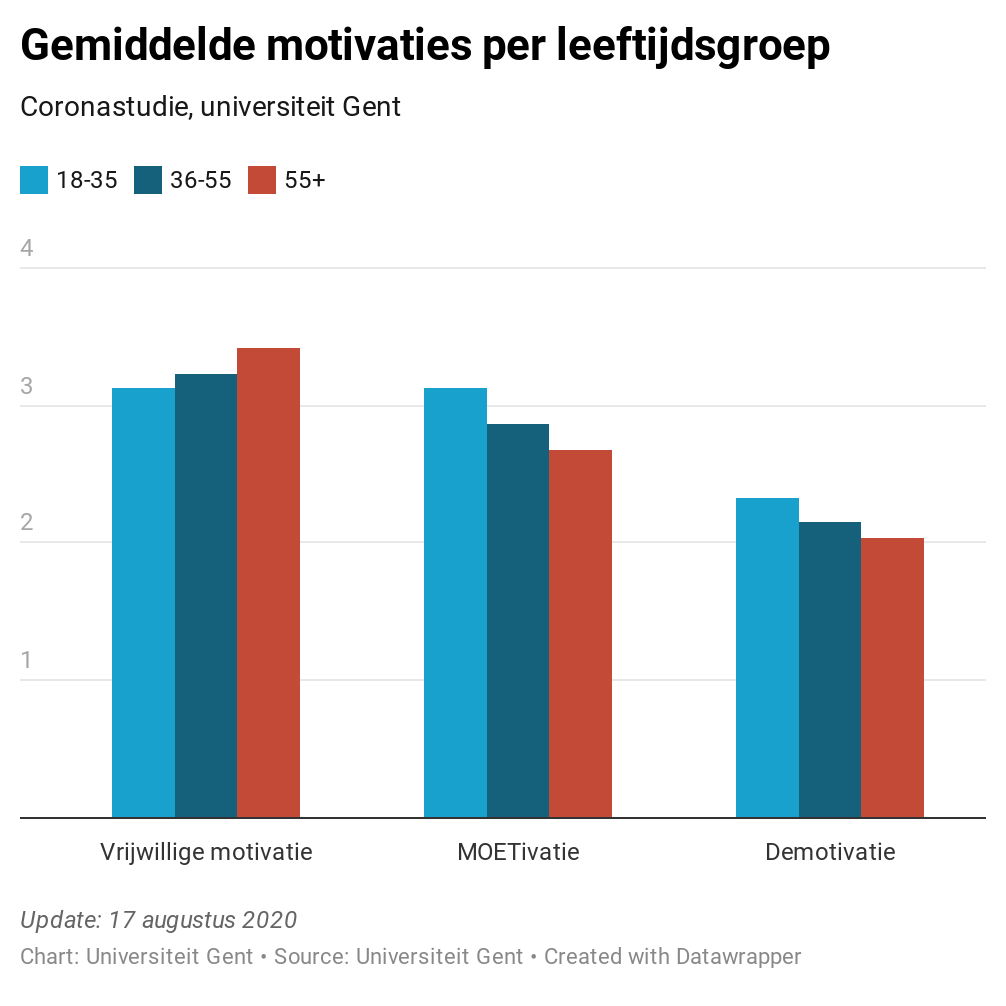 Gemiddelde motivaties per leeftijdsgroep
Coronastudie, universiteit Gent
18-35 36-55 55+
4
3
2
1
Vrijwillige motivatie MOETivatie Demotivatie
Update: 17 augustus 2020
Chart: Universiteit Gent • Source: Universiteit Gent • Created with Datawrapper